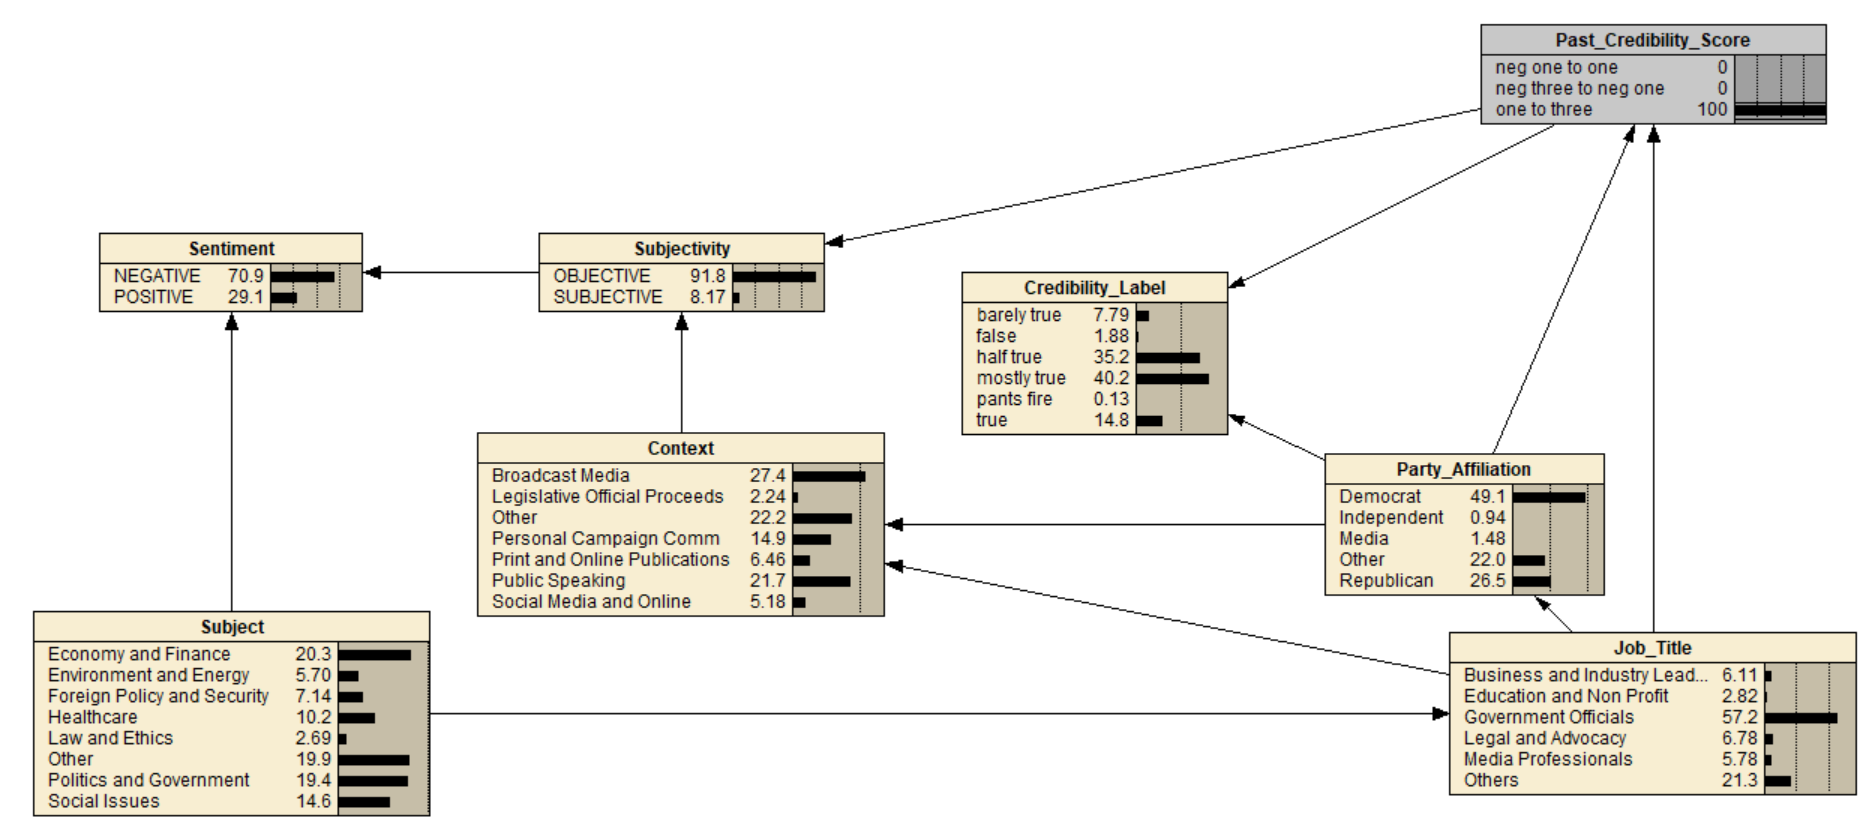 Past_Credibility_Score
neg one to one 0
neg three to neg one 0
one to three 100
Sentiment
NEGATIVE 70.9
POSITIVE 29.1
Subjectivity
OBJECTIVE 91.8
SUBJECTIVE 8.17
Credibility_Label
barely true 7.79
false 1.88
half true 35.2
mostly true 40.2
pants fire 0.13
true 14.8
Context
Broadcast Media 27.4
Legislative Official Proceeds 2.24
Other 22.2
Personal Campaign Comm 14.9
Print and Online Publications 6.46
Public Speaking 21.7
Social Media and Online 5.18
Party_Affiliation
Democrat 49.1
Independent 0.94
Media 1.48
Other 22.0
Republican 26.5
Subject
Economy and Finance 20.3
Environment and Energy 5.70
Foreign Policy and Security 7.14
Healthcare 10.2
Law and Ethics 2.69
Other 19.9
Politics and Government 19.4
Social Issues 14.6
Job_Title
Business and Industry Lead... 6.11
Education and Non Profit 2.82
Government Officials 57.2
Legal and Advocacy 6.78
Media Professionals 5.78
Others 21.3